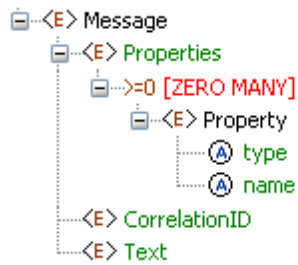 <E> Message
<E> Properties
>=0 [ZERO MANY]
<E> Property
A type
A name
<E> CorrelationID
<E> Text